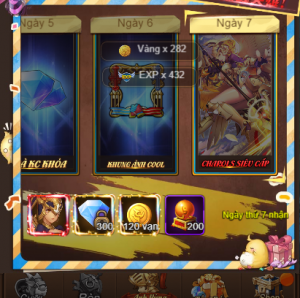 Ngày 5
Ngày 6
Ngày 7
Vàng x 282
EXP x 432
KC KHÓA
KHUNG ẢNH COOL
SIÊU CẤP
300
120 vạn
200
Ngày thứ 7 nhận